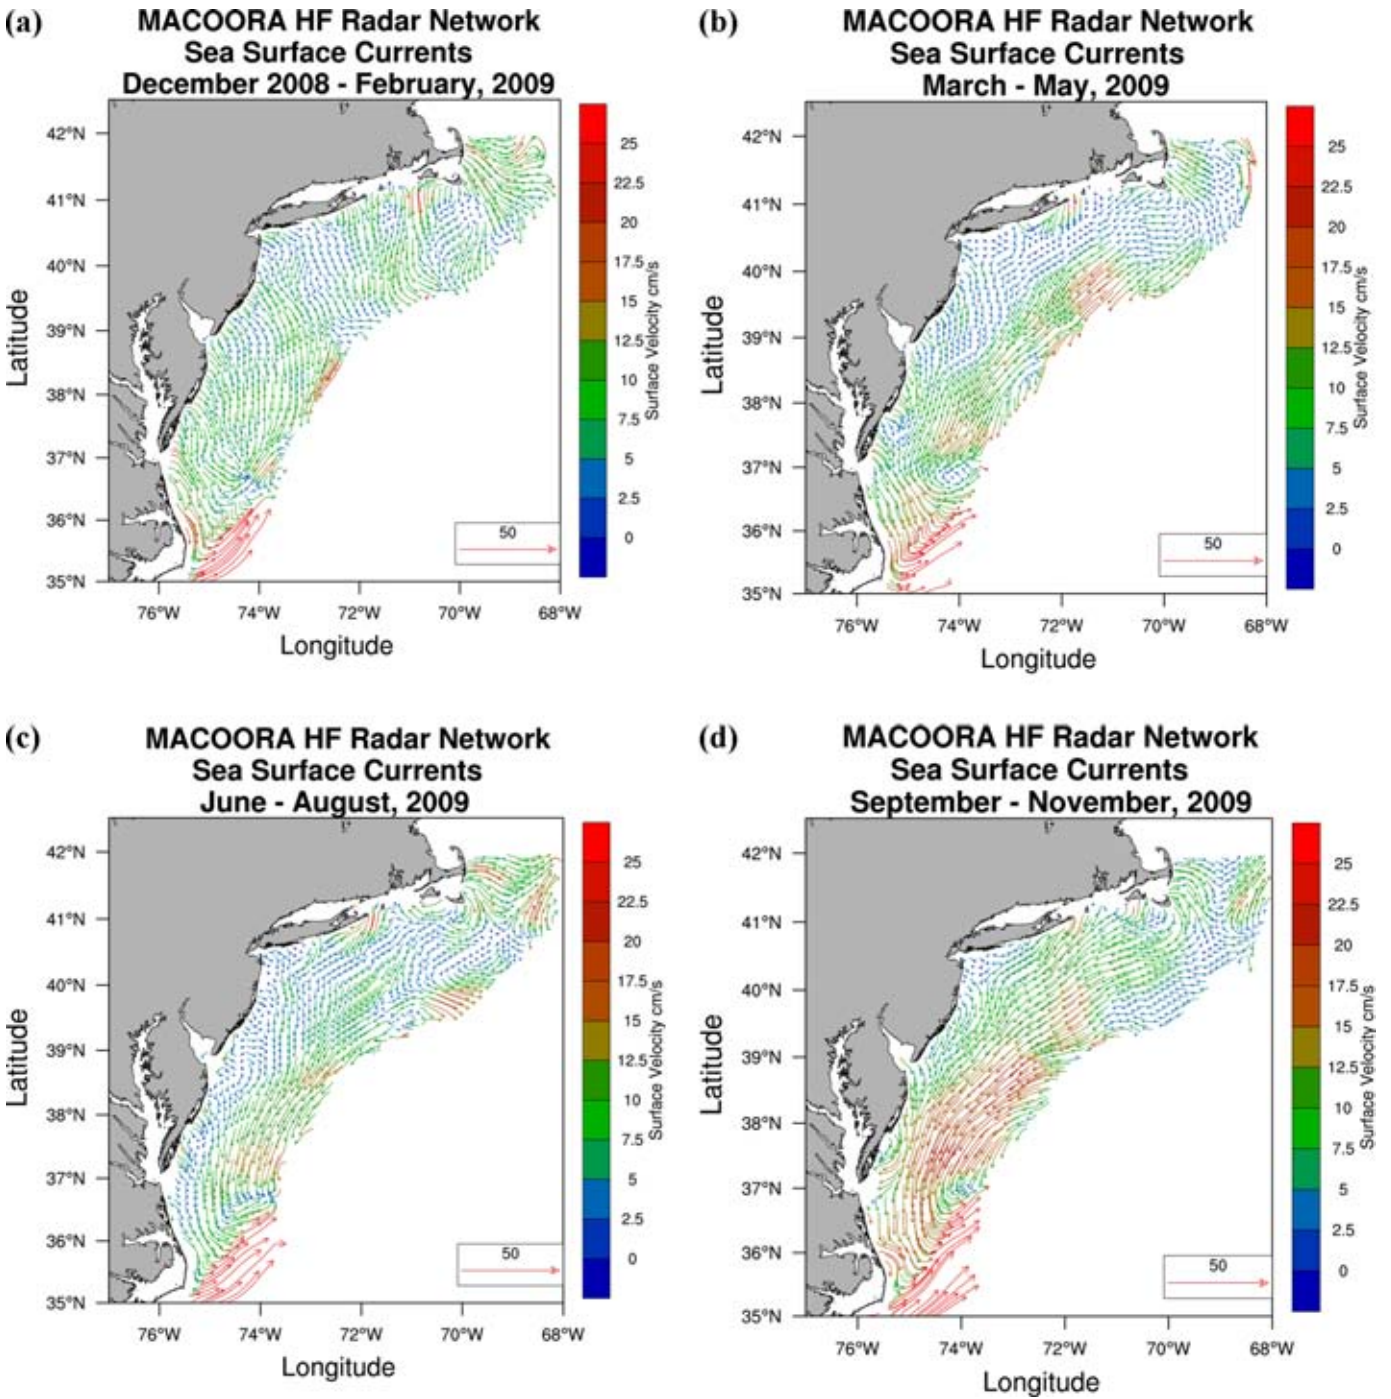 (a)
MACOORA HF Radar Network
Sea Surface Currents
December 2008 - February, 2009
42°N
41°N
40°N
39°N
38°N
37°N
36°N
35°N
Latitude
76°W 74°W 72°W 70°W 68°W
Longitude
50
25
22.5
20
17.5
15
12.5
10
7.5
5
2.5
0
Surface Velocity cm/s
(b)
MACOORA HF Radar Network
Sea Surface Currents
March - May, 2009
42°N
41°N
40°N
39°N
38°N
37°N
36°N
35°N
Latitude
76°W 74°W 72°W 70°W 68°W
Longitude
50
25
22.5
20
17.5
15
12.5
10
7.5
5
2.5
0
Surface Velocity cm/s
(c)
MACOORA HF Radar Network
Sea Surface Currents
June - August, 2009
42°N
41°N
40°N
39°N
38°N
37°N
36°N
35°N
Latitude
76°W 74°W 72°W 70°W 68°W
Longitude
50
25
22.5
20
17.5
15
12.5
10
7.5
5
2.5
0
Surface Velocity cm/s
(d)
MACOORA HF Radar Network
Sea Surface Currents
September - November, 2009
42°N
41°N
40°N
39°N
38°N
37°N
36°N
35°N
Latitude
76°W 74°W 72°W 70°W 68°W
Longitude
50
25
22.5
20
17.5
15
12.5
10
7.5
5
2.5
0
Surface Velocity cm/s